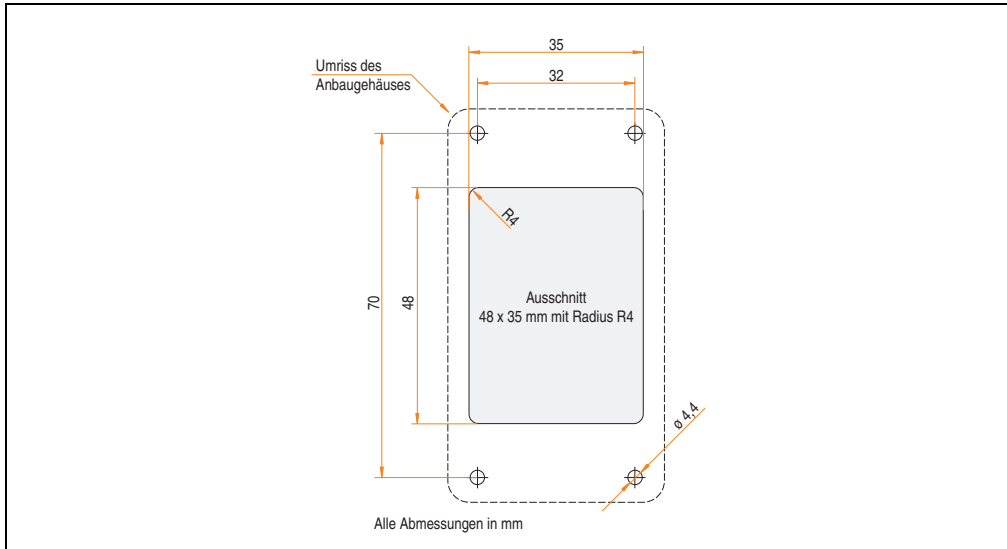 35
Umriss des
Anbaugehäuses
32
R4
70
48
Ausschnitt
48 x 35 mm mit Radius R4
ø 4,4
Alle Abmessungen in mm